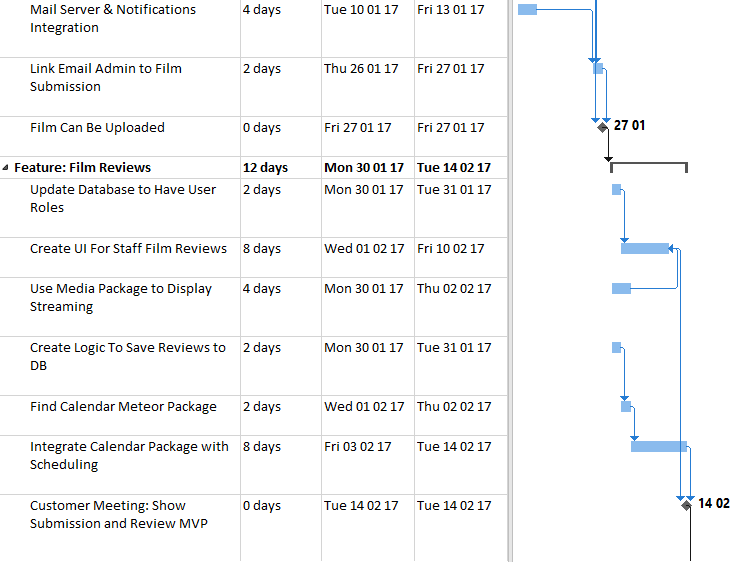 Mail Server & Notifications 4 days Tue 10 01 17 Fri 13 01 17
Integration
Link Email Admin to Film 2 days Thu 26 01 17 Fri 27 01 17
Submission
Film Can Be Uploaded 0 days Fri 27 01 17 Fri 27 01 17 27 01
Feature: Film Reviews 12 days Mon 30 01 17 Tue 14 02 17
Update Database to Have User 2 days Mon 30 01 17 Tue 31 01 17
Roles
Create UI For Staff Film Reviews 8 days Wed 01 02 17 Fri 10 02 17
Use Media Package to Display 4 days Mon 30 01 17 Thu 02 02 17
Streaming
Create Logic To Save Reviews to 2 days Mon 30 01 17 Tue 31 01 17
DB
Find Calendar Meteor Package 2 days Wed 01 02 17 Thu 02 02 17
Integrate Calendar Package with 8 days Fri 03 02 17 Tue 14 02 17
Scheduling
Customer Meeting: Show 0 days Tue 14 02 17 Tue 14 02 17 14 02
Submission and Review MVP